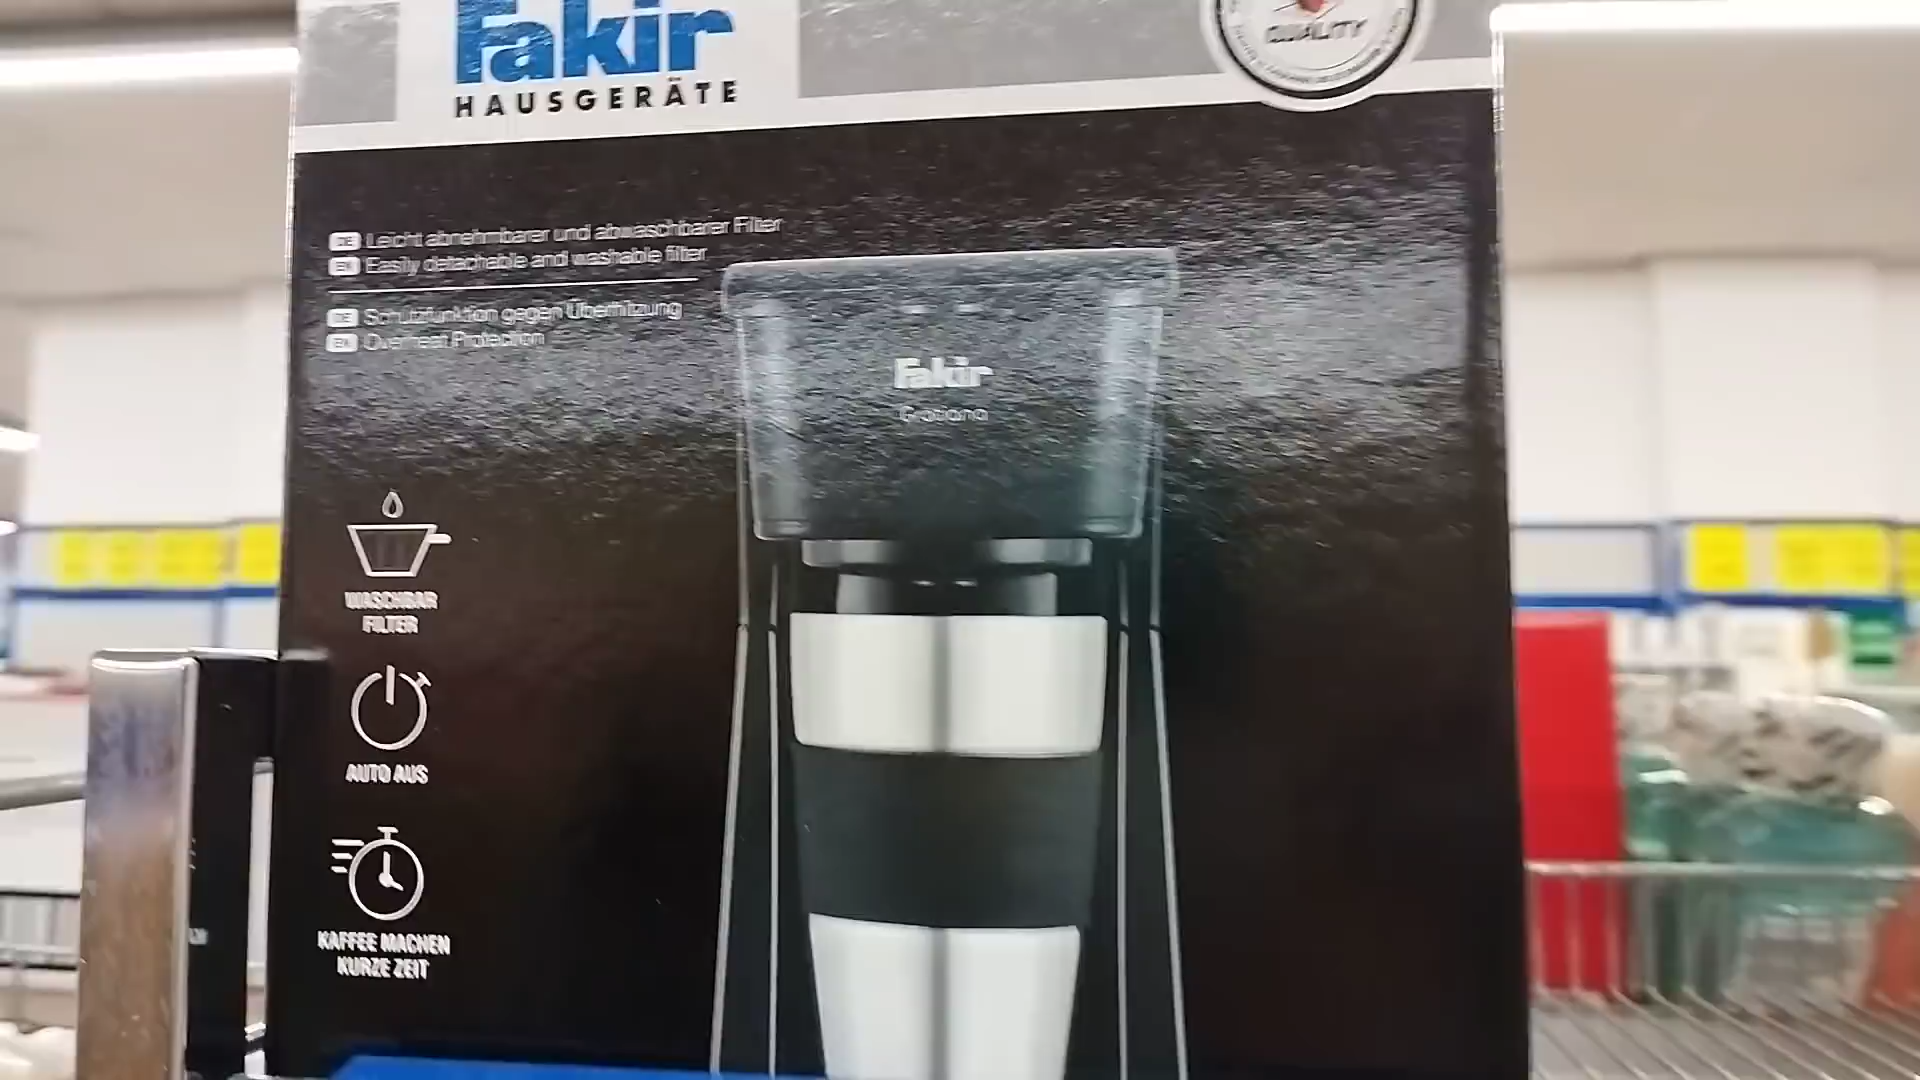 Fakir
HAUSGERÄTE
QUALITY
DE Leicht abnehmbarer und abwaschbarer Filter
EN Easily detachable and washable filter
DE Schutzfunktion gegen Überhitzung
EN Overheat Protection
Fakir
WASCHBAR
FILTER
AUTO AUS
KAFFEE MACHEN
KURZE ZEIT